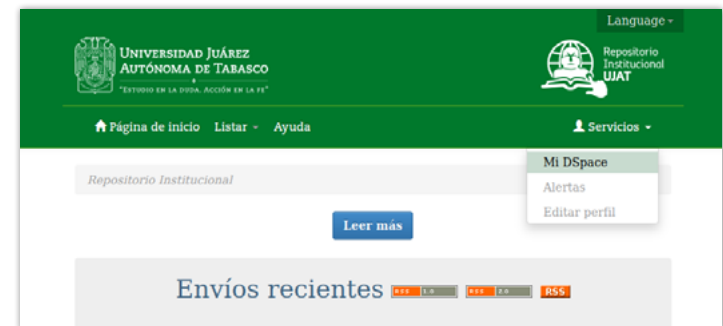 Language
UNIVERSIDAD JUÁREZ
AUTÓNOMA DE TABASCO
"ESTUDIO EN LA DUDA. ACCIÓN EN LA FE"
Repositorio
Institucional
UJAT
Página de inicio Listar Ayuda
Servicios
Mi DSpace
Alertas
Editar perfil
Repositorio Institucional
Leer más
Envíos recientes RSS 1.0 RSS 2.0 RSS